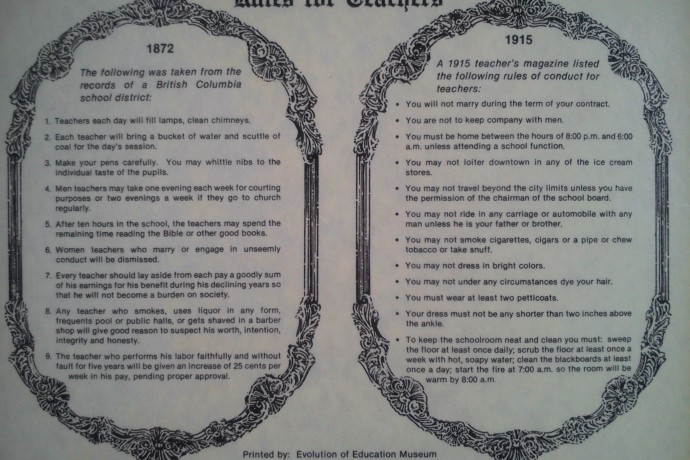 Rules for Teachers
1872
The following was taken from the
records of a British Columbia
school district:
1. Teachers each day will fill lamps, clean chimneys.
2. Each teacher will bring a bucket of water and scuttle of
coal for the day's session.
3. Make your pens carefully. You may whittle nibs to the
individual taste of the pupils.
4. Men teachers may take one evening each week for courting
purposes or two evenings a week if they go to church
regularly.
5. After ten hours in the school, the teachers may spend the
remaining time reading the Bible or other good books.
6. Women teachers who marry or engage in unseemly
conduct will be dismissed.
7. Every teacher should lay aside from each pay a goodly sum
of his earnings for his benefit during his declining years so
that he will not become a burden on society.
8. Any teacher who smokes, uses liquor in any form,
frequents pool or public halls, or gets shaved in a barber
shop will give good reason to suspect his worth, intention,
integrity and honesty.
9. The teacher who performs his labor faithfully and without
fault for five years will be given an increase of 25 cents per
week in his pay, pending proper approval.
1915
A 1915 teacher's magazine listed
the following rules of conduct for
teachers:
• You will not marry during the term of your contract.
• You are not to keep company with men.
• You must be home between the hours of 8:00 p.m. and 6:00
a.m. unless attending a school function.
• You may not loiter downtown in any of the ice cream
stores.
• You may not travel beyond the city limits unless you have
the permission of the chairman of the school board.
• You may not ride in any carriage or automobile with any
man unless he is your father or brother.
• You may not smoke cigarettes, cigars or a pipe or chew
tobacco or take snuff.
• You may not dress in bright colors.
• You may not under any circumstances dye your hair.
• You must wear at least two petticoats.
• Your dress must not be any shorter than two inches above
the ankle.
• To keep the schoolroom neat and clean you must: sweep
the floor at least once daily; scrub the floor at least once a
week with hot, soapy water; clean the blackboards at least
once a day; start the fire at 7:00 a.m. so the room will be
warm by 8:00 a.m.
Printed by: Evolution of Education Museum